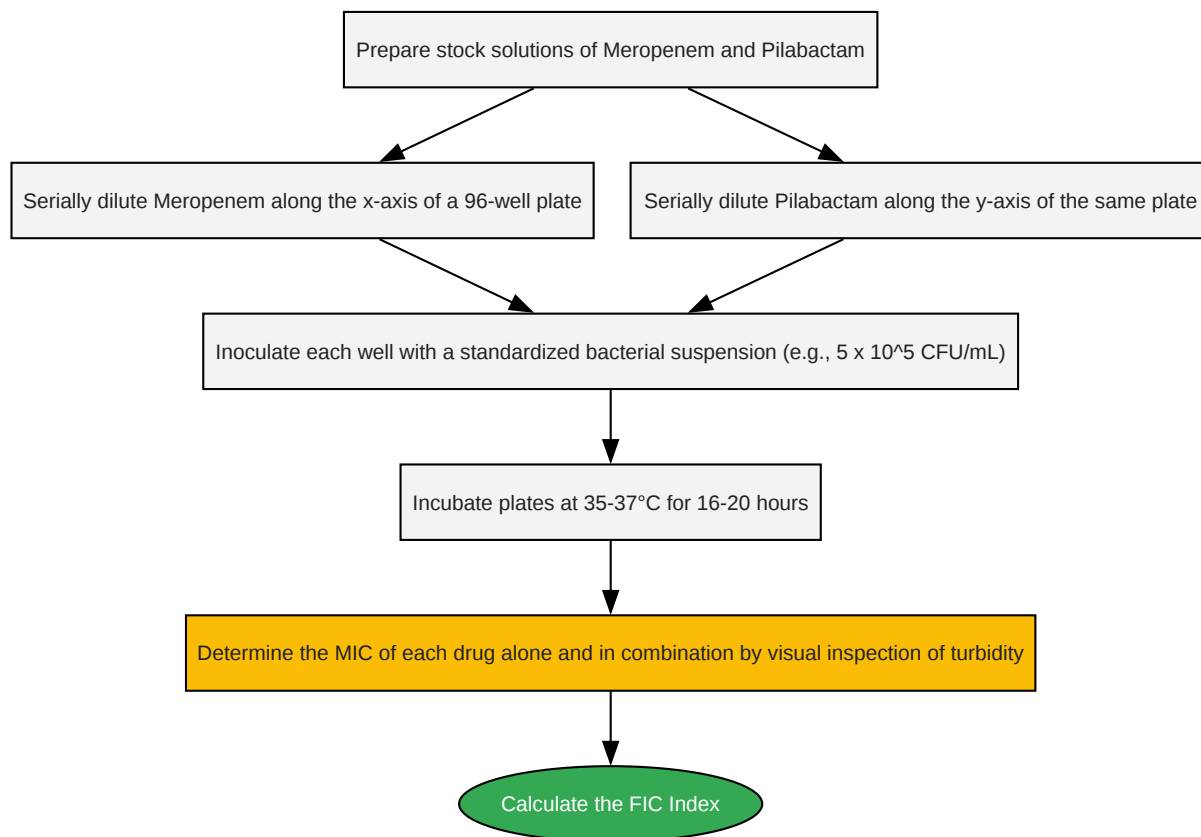 Prepare stock solutions of Meropenem and Pilabactam
Serially dilute Meropenem along the x-axis of a 96-well plate
Serially dilute Pilabactam along the y-axis of the same plate
Inoculate each well with a standardized bacterial suspension (e.g., 5 x 10^5 CFU/mL)
Incubate plates at 35-37°C for 16-20 hours
Determine the MIC of each drug alone and in combination by visual inspection of turbidity
Calculate the FIC Index